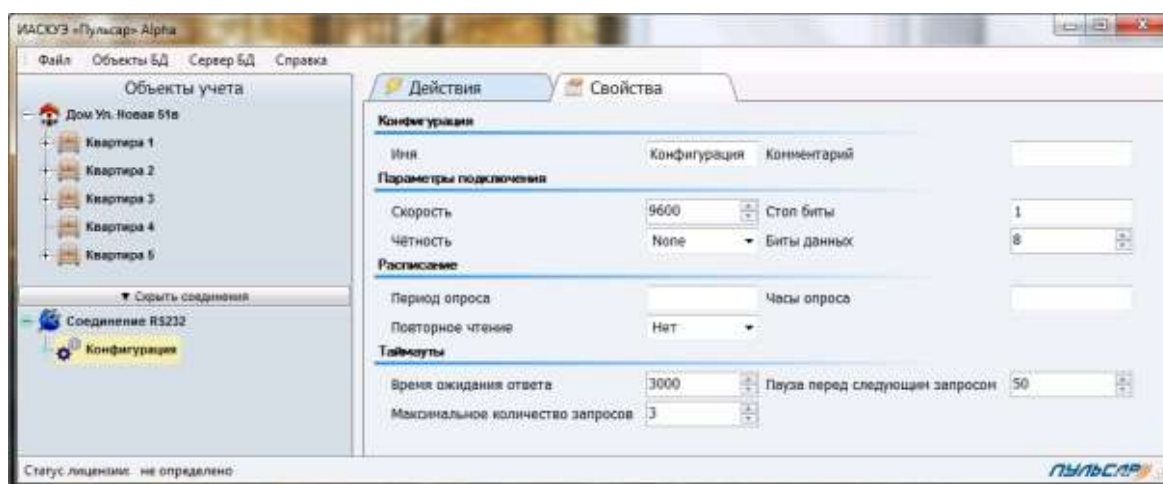 ИАСКУЭ «Пульсар» Alpha
Файл Объекты БД Сервер БД Справка
Объекты учета
Дом Ул. Новая 51в
Квартира 1
Квартира 2
Квартира 3
Квартира 4
Квартира 5
▼ Скрыть соединения
Соединение RS232
Конфигурация
Действия Свойства
Конфигурация
Имя Конфигурация Комментарий
Параметры подключения
Скорость 9600 Стоп биты 1
Чётность None Биты данных 8
Расписание
Период опроса Часы опроса
Повторное чтение Нет
Таймауты
Время ожидания ответа 3000 Пауза перед следующим запросом 50
Максимальное количество запросов 3
Статус лицензии: не определено
ПУЛЬСАР